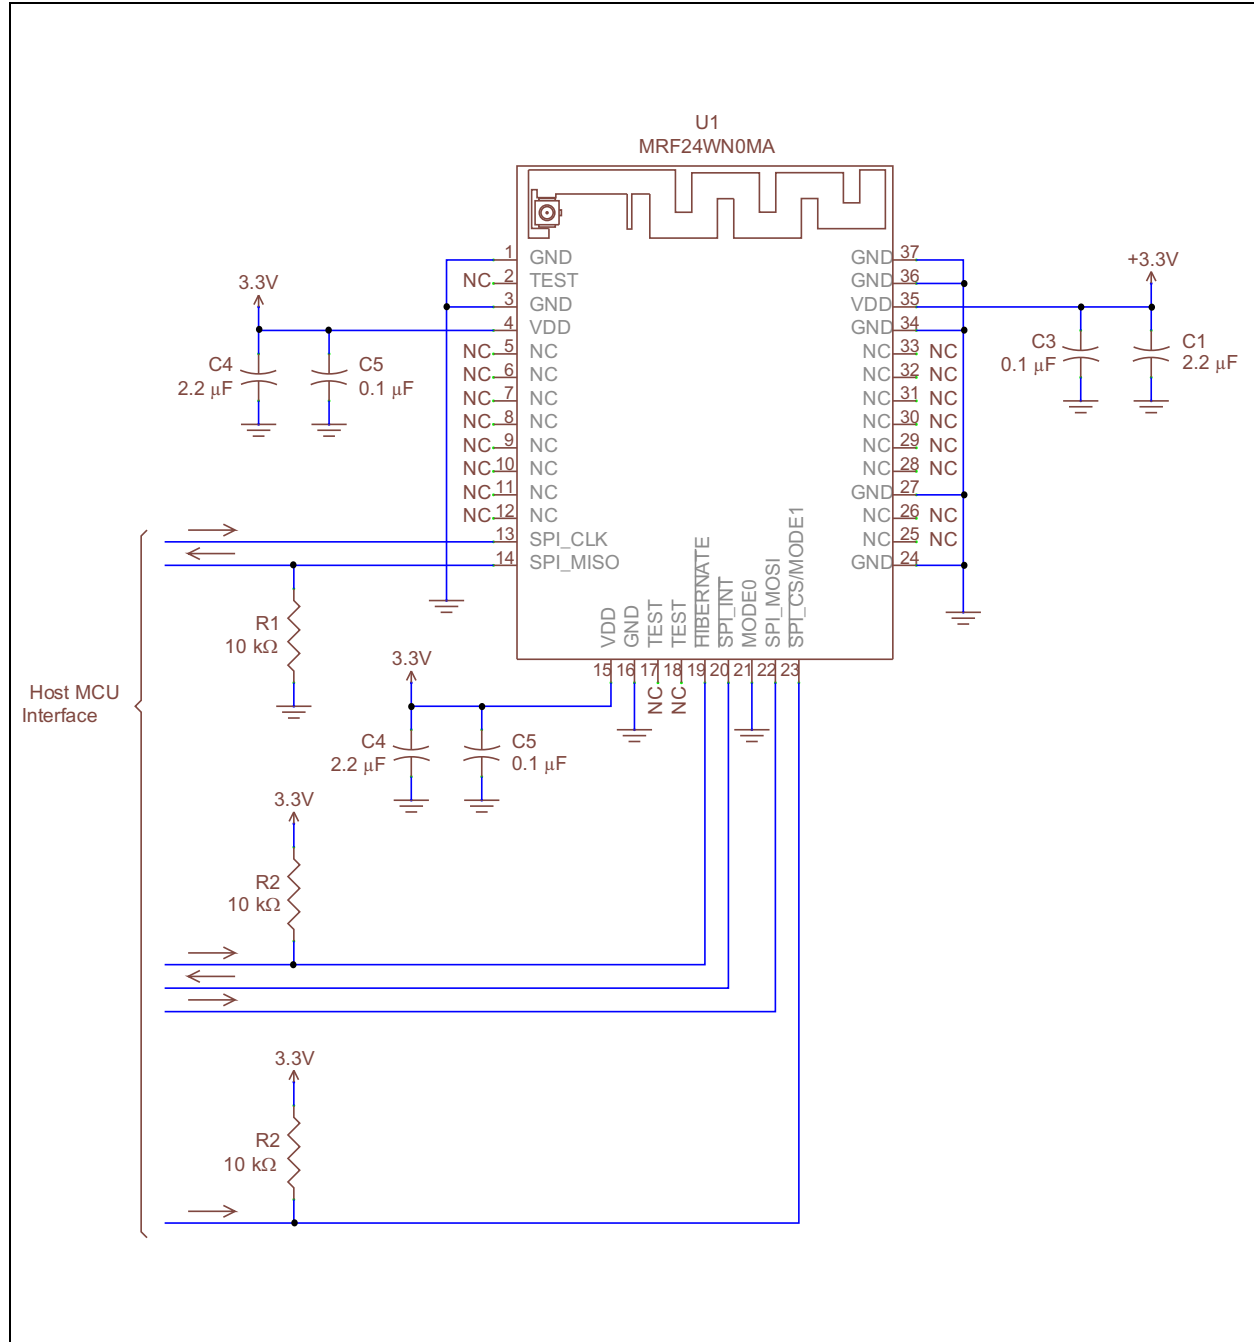 U1
MRF24WN0MA
1 GND
NC 2 TEST
3 GND
4 VDD
NC 5 NC
NC 6 NC
NC 7 NC
NC 8 NC
NC 9 NC
NC 10 NC
NC 11 NC
NC 12 NC
13 SPI_CLK
14 SPI_MISO
GND 37
GND 36
VDD 35
GND 34
NC 33 NC
NC 32 NC
NC 31 NC
NC 30 NC
NC 29 NC
NC 28 NC
GND 27
NC 26 NC
NC 25 NC
GND 24
VDD 15
GND 16
TEST 17 NC
TEST 18 NC
HIBERNATE 19
SPI_INT 20
MODE0 21
SPI_MOSI 22
SPI_CS/MODE1 23
3.3V
C4
2.2 µF
C5
0.1 µF
+3.3V
C3
0.1 µF
C1
2.2 µF
R1
10 kΩ
Host MCU
Interface
3.3V
C4
2.2 µF
C5
0.1 µF
3.3V
R2
10 kΩ
3.3V
R2
10 kΩ